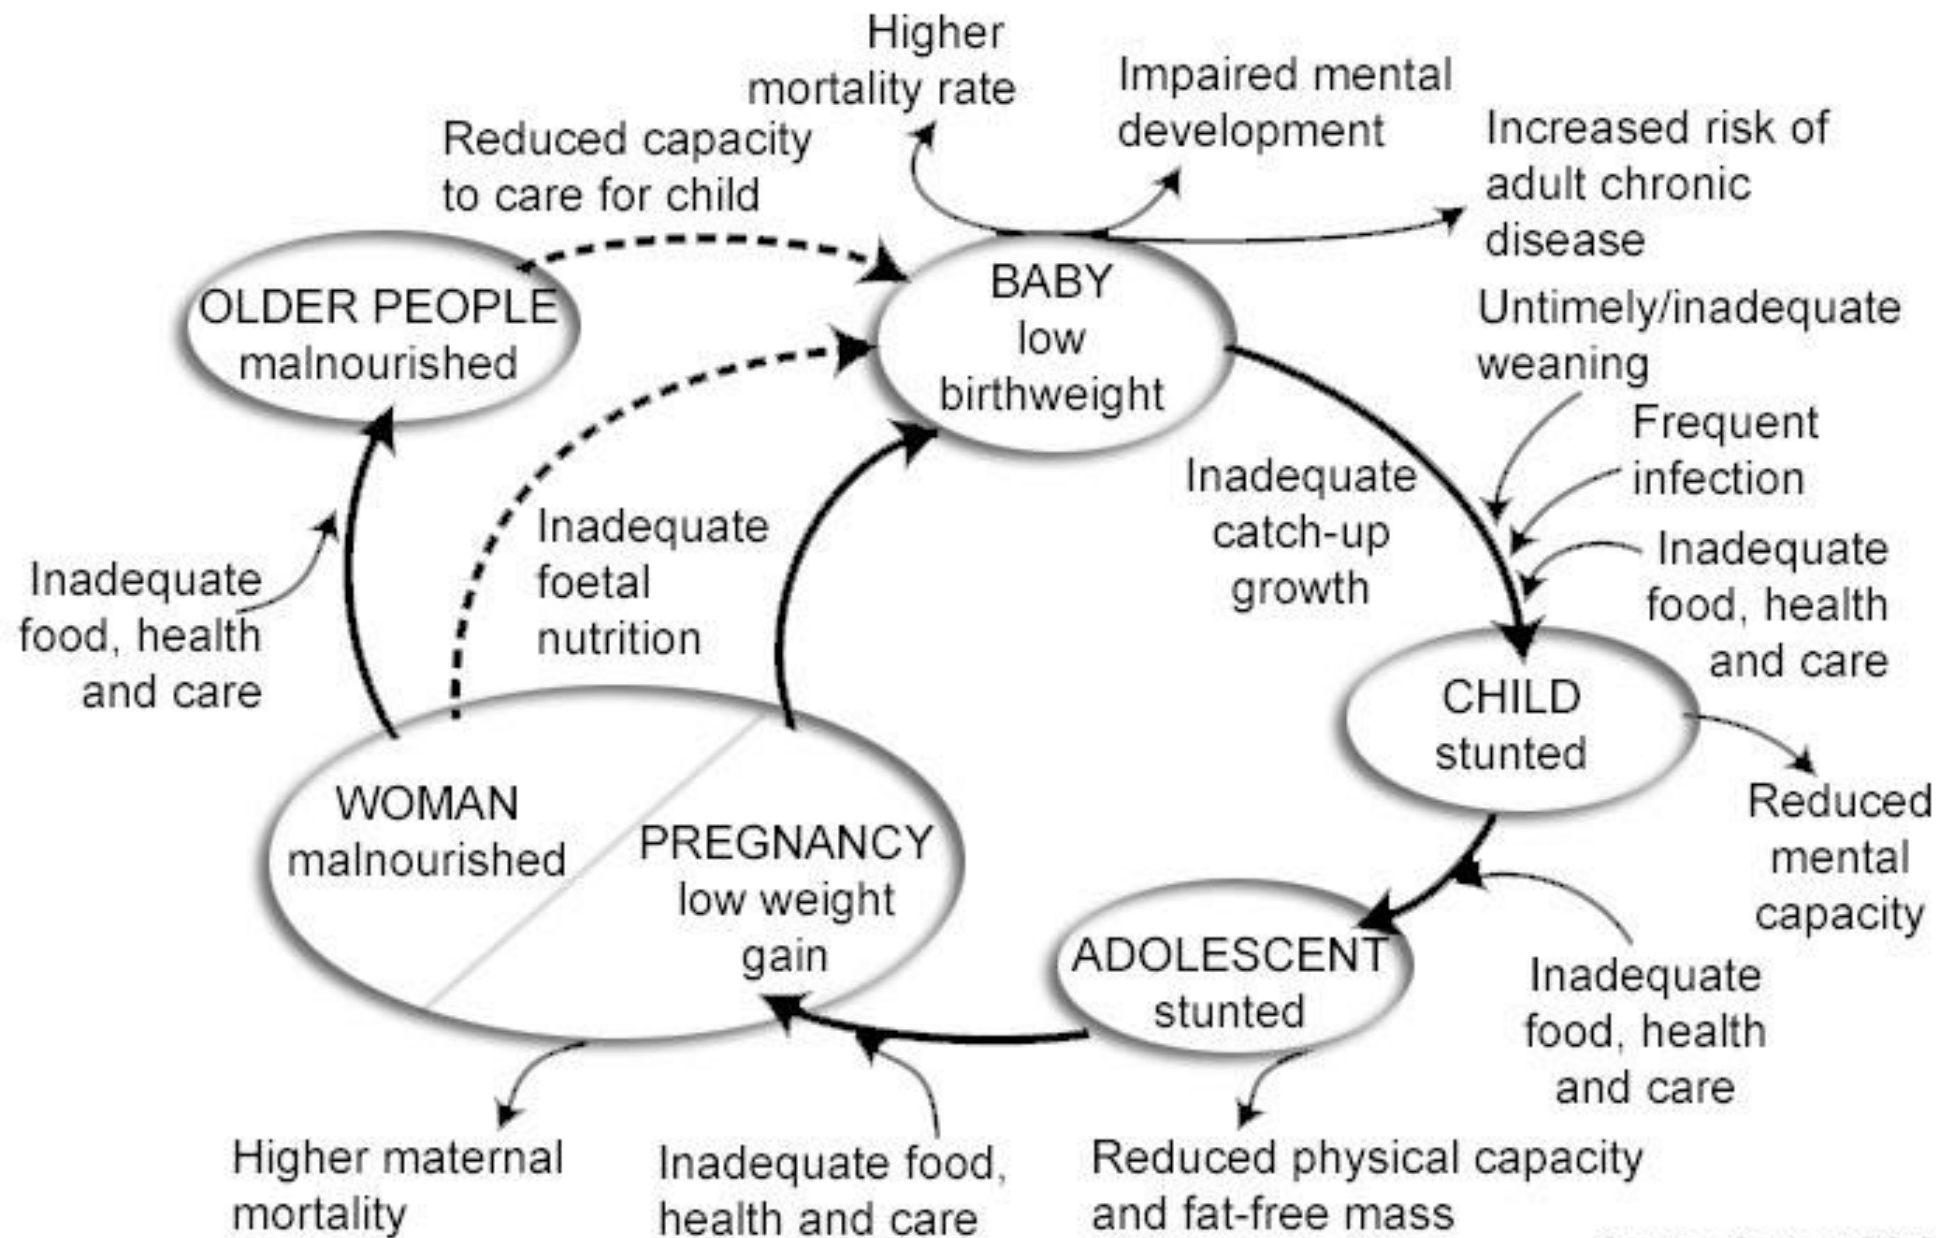 Higher
mortality rate
Impaired mental
development
Increased risk of
adult chronic
disease
Reduced capacity
to care for child
OLDER PEOPLE
malnourished
BABY
low
birthweight
Untimely/inadequate
weaning
Frequent
infection
Inadequate
catch-up
growth
Inadequate
food, health
and care
Inadequate
foetal
nutrition
Inadequate
food, health
and care
CHILD
stunted
Reduced
mental
capacity
WOMAN
malnourished
PREGNANCY
low weight
gain
ADOLESCENT
stunted
Inadequate
food, health
and care
Higher maternal
mortality
Inadequate food,
health and care
Reduced physical capacity
and fat-free mass